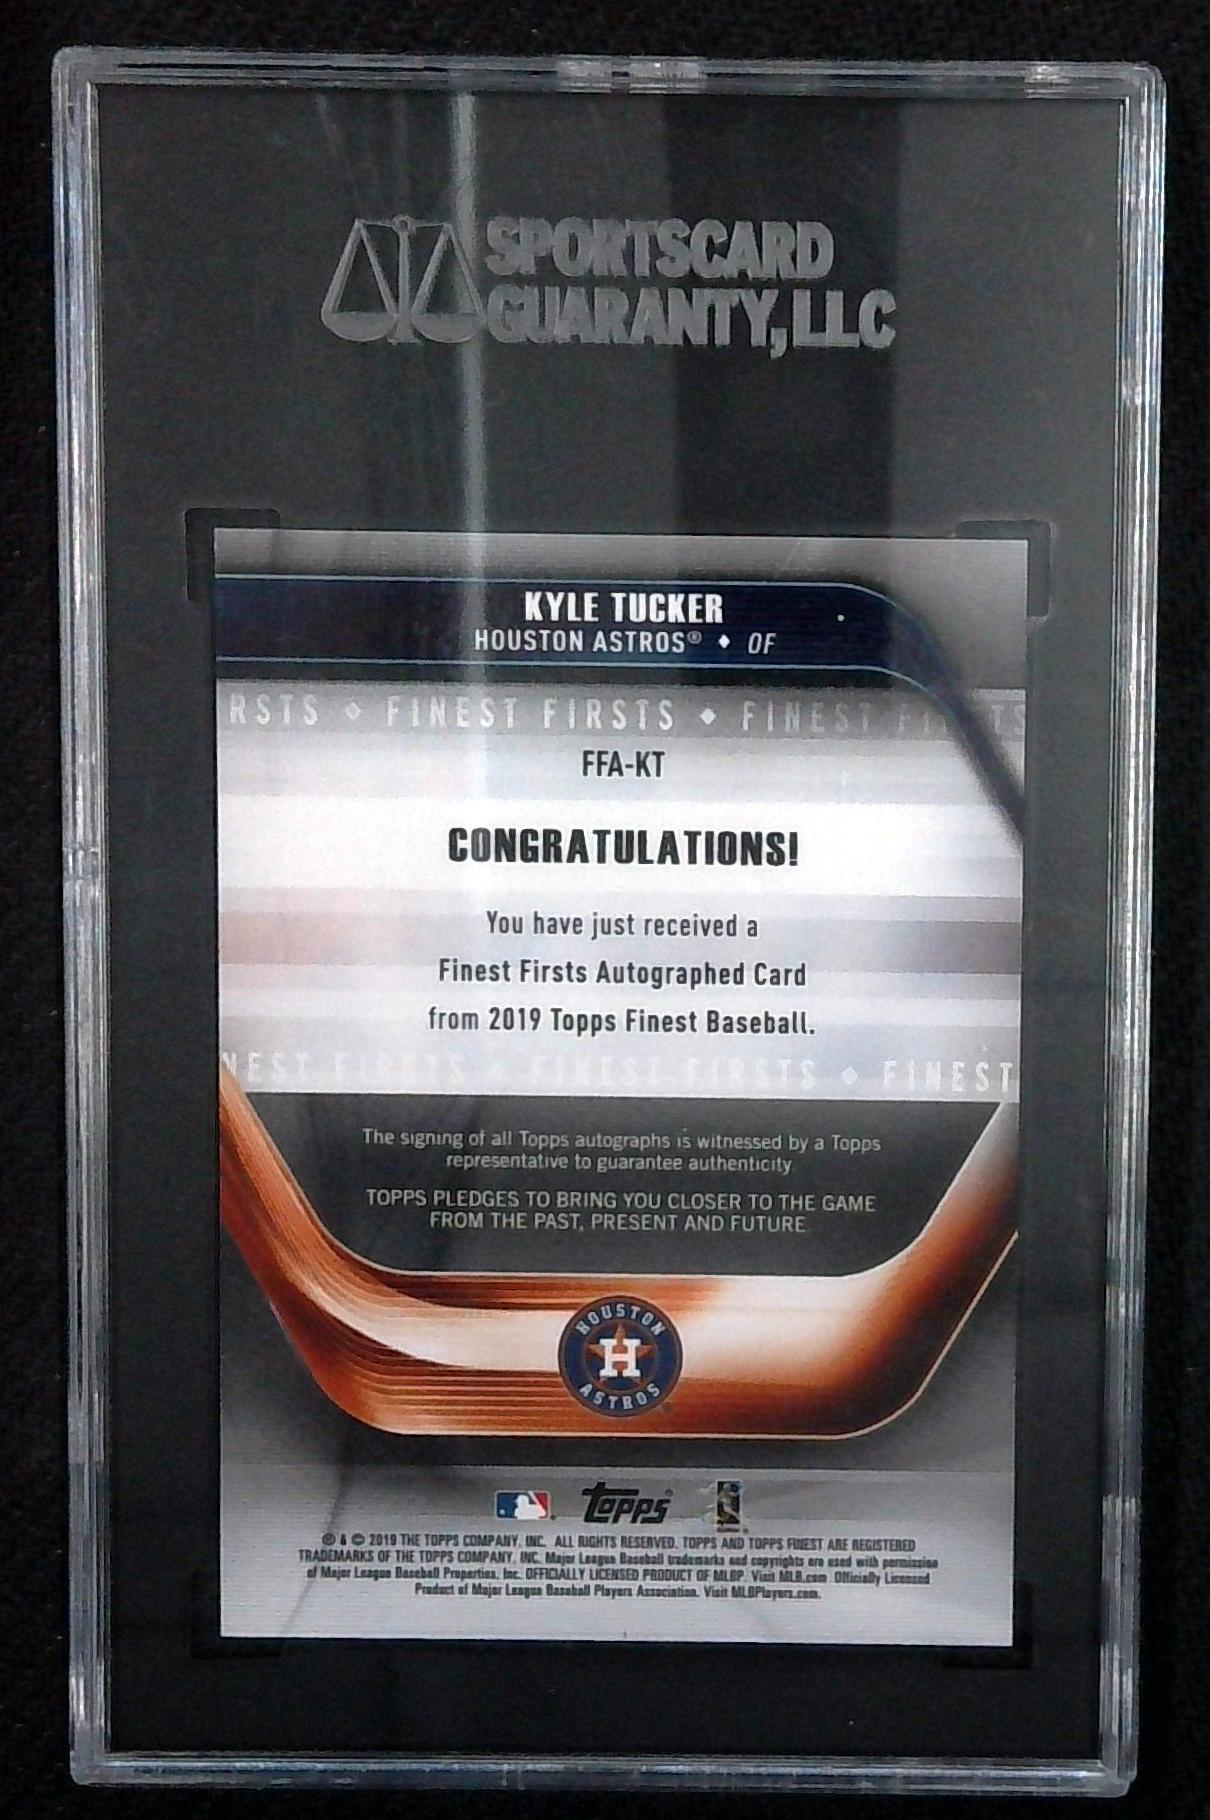 SPORTSCARD
GUARANTY, LLC
KYLE TUCKER
HOUSTON ASTROS® ♦ OF
RSTS ♦ FINEST FIRSTS ♦ FINEST FIRSTS
FFA-KT
CONGRATULATIONS!
You have just received a
Finest Firsts Autographed Card
from 2019 Topps Finest Baseball.
NEST FIRSTS ♦ FINEST FIRSTS ♦ FINEST
The signing of all Topps autographs is witnessed by a Topps
representative to guarantee authenticity.
TOPPS PLEDGES TO BRING YOU CLOSER TO THE GAME
FROM THE PAST, PRESENT AND FUTURE.
HOUSTON
H
ASTROS
topps
® & © 2019 THE TOPPS COMPANY, INC. ALL RIGHTS RESERVED. TOPPS AND TOPPS FINEST ARE REGISTERED
TRADEMARKS OF THE TOPPS COMPANY, INC. Major League Baseball trademarks and copyrights are used with permission
of Major League Baseball Properties, Inc. OFFICIALLY LICENSED PRODUCT OF MLBP. Visit MLB.com Officially Licensed
Product of Major League Baseball Players Association. Visit MLBPlayers.com.